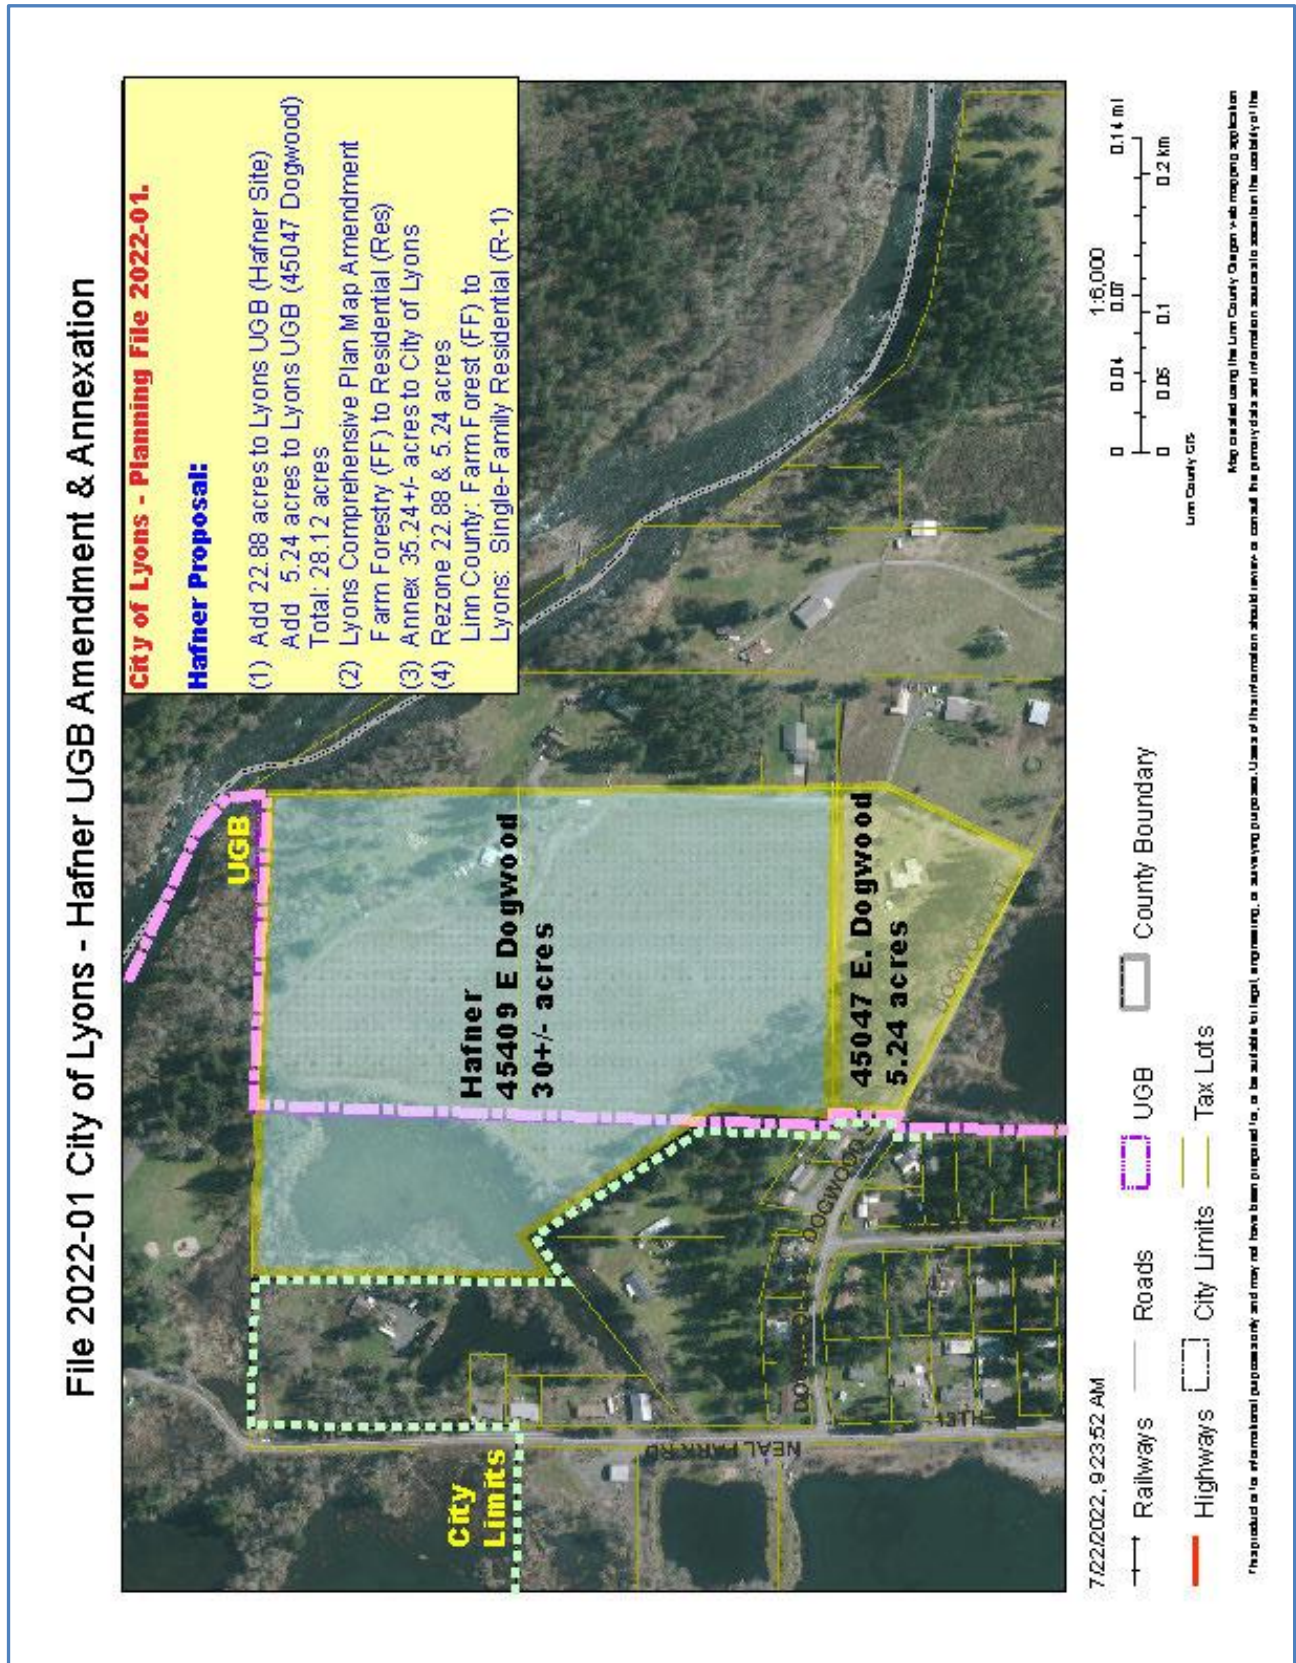 File 2022-01 City of Lyons - Hafner UGB Amendment & Annexation
City of Lyons - Planning File 2022-01.
Hafner Proposal:
(1) Add 22.88 acres to Lyons UGB (Hafner Site)
Add 5.24 acres to Lyons UGB (45047 Dogwood)
Total: 28.12 acres
(2) Lyons Comprehensive Plan Map Amendment
Farm Forestry (FF) to Residential (Res)
(3) Annex 35.24+/- acres to City of Lyons
(4) Rezone 22.88 & 5.24 acres
Linn County: Farm Forest (FF) to
Lyons: Single-Family Residential (R-1)
UGB
Hafner
45409 E Dogwood
30+/- acres
45047 E. Dogwood
5.24 acres
City
Limits
NEAL PARK RD
7/22/2022, 9:23:52 AM
Railways
Roads
UGB
County Boundary
Highways
City Limits
Tax Lots
1:6,000
0 0.04 0.07 0.14 mi
0 0.05 0.1 0.2 km
Linn County GIS